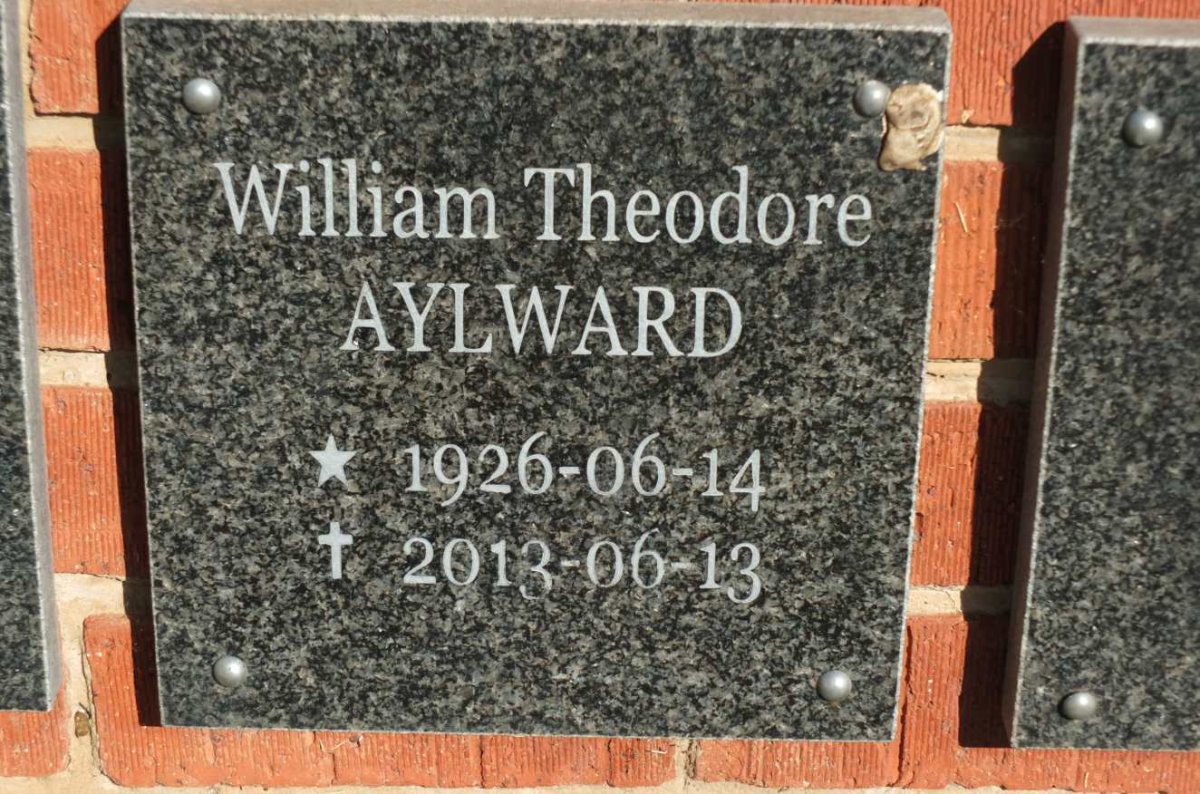 William Theodore
AYLWARD
★ 1926-06-14
✝ 2013-06-13